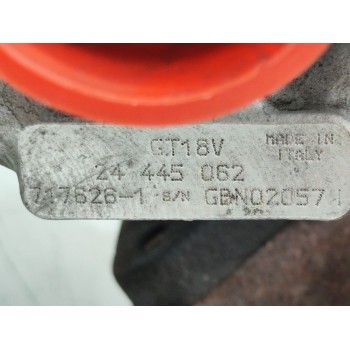 GT18V
MADE IN
ITALY
24 445 062
717626-1 S/N GBN02057